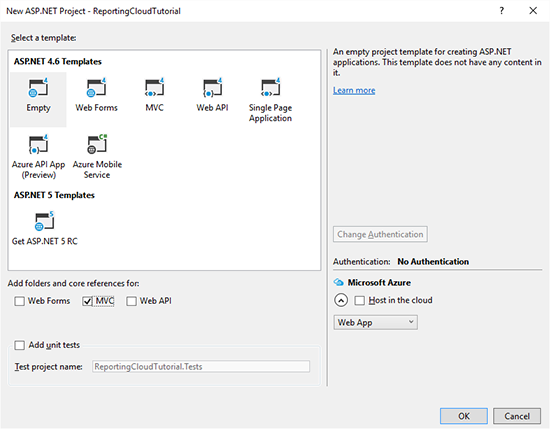 New ASP.NET Project - ReportingCloudTutorial
Select a template:
ASP.NET 4.6 Templates
Empty
Web Forms
MVC
Web API
Single Page
Application
Azure API App
(Preview)
Azure Mobile
Service
ASP.NET 5 Templates
Get ASP.NET 5 RC
An empty project template for creating ASP.NET
applications. This template does not have any content in
it.
Learn more
Change Authentication
Authentication: No Authentication
Microsoft Azure
Host in the cloud
Web App
Add folders and core references for:
Web Forms
MVC
Web API
Add unit tests
Test project name:
ReportingCloudTutorial.Tests
OK
Cancel